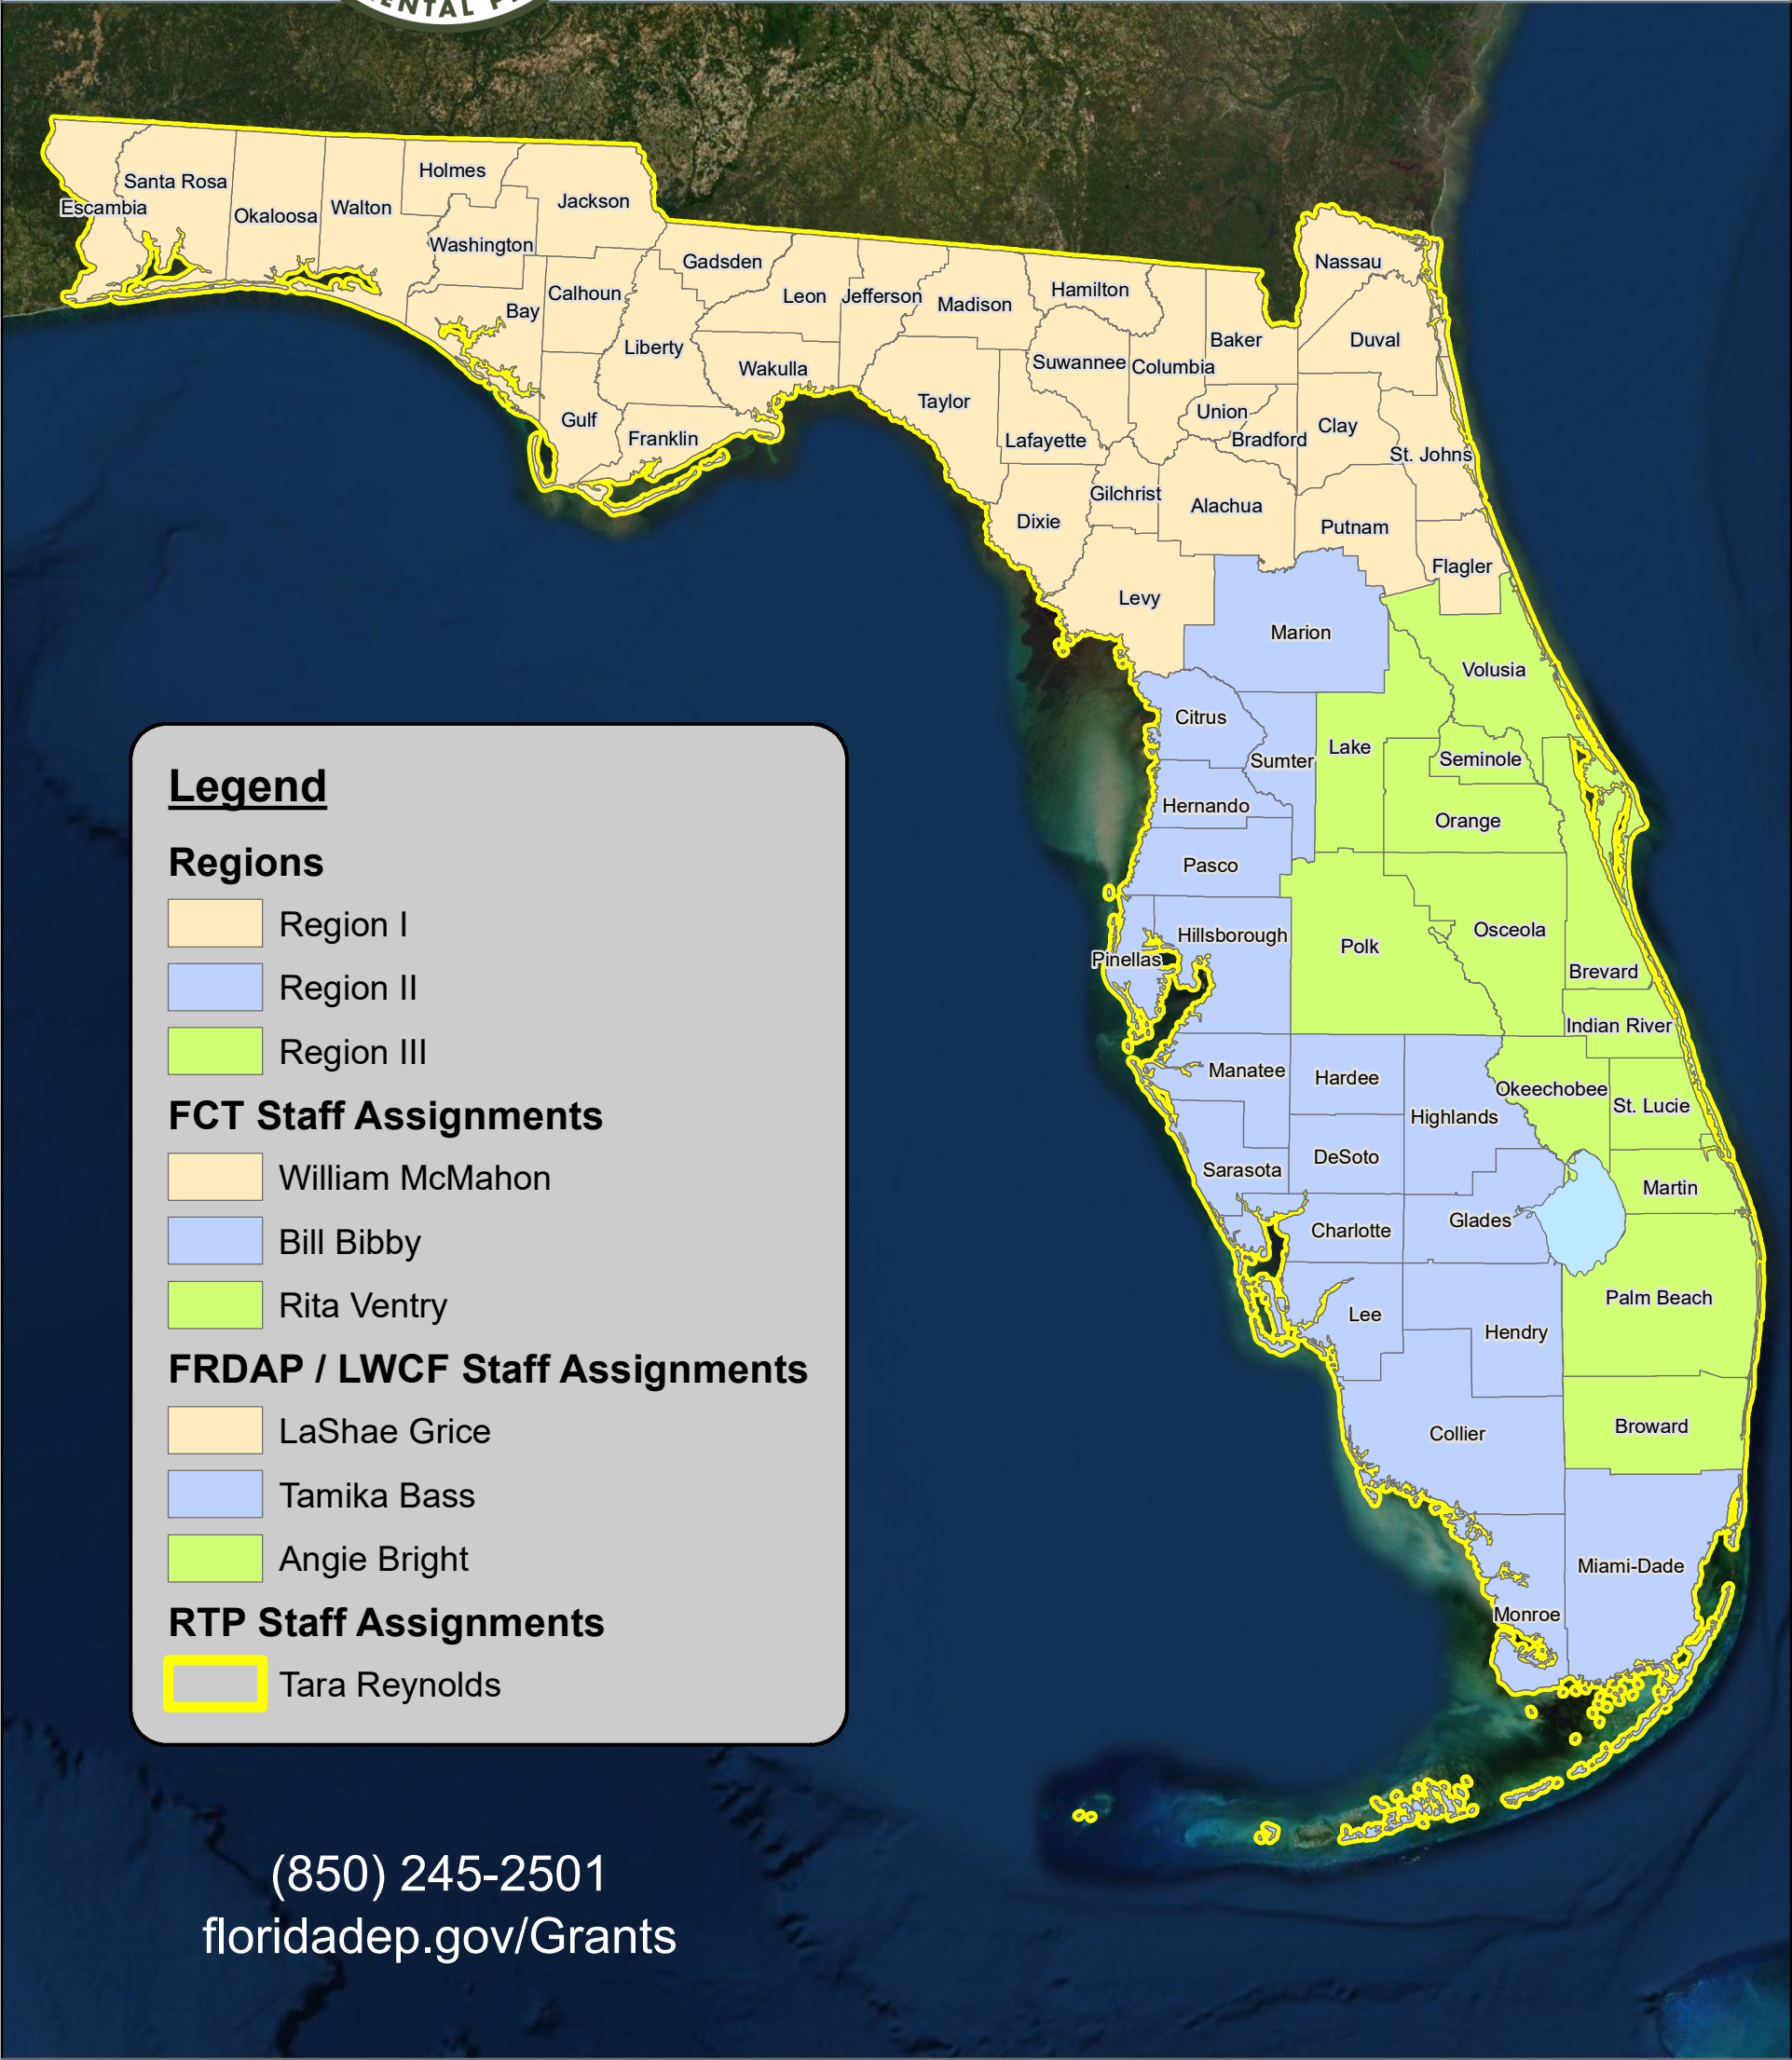 Santa Rosa
Escambia
Okaloosa
Walton
Holmes
Washington
Jackson
Bay
Calhoun
Gulf
Liberty
Franklin
Gadsden
Leon
Wakulla
Jefferson
Madison
Taylor
Hamilton
Suwannee
Lafayette
Columbia
Baker
Union
Bradford
Nassau
Duval
Clay
St. Johns
Gilchrist
Dixie
Alachua
Putnam
Flagler
Levy
Marion
Volusia
Citrus
Sumter
Lake
Seminole
Hernando
Orange
Pasco
Hillsborough
Pinellas
Polk
Osceola
Brevard
Indian River
Manatee
Hardee
Highlands
Okeechobee
St. Lucie
Sarasota
DeSoto
Martin
Charlotte
Glades
Lee
Hendry
Palm Beach
Collier
Broward
Miami-Dade
Monroe
Legend
Regions
Region I
Region II
Region III
FCT Staff Assignments
William McMahon
Bill Bibby
Rita Ventry
FRDAP / LWCF Staff Assignments
LaShae Grice
Tamika Bass
Angie Bright
RTP Staff Assignments
Tara Reynolds
(850) 245-2501
floridadep.gov/Grants